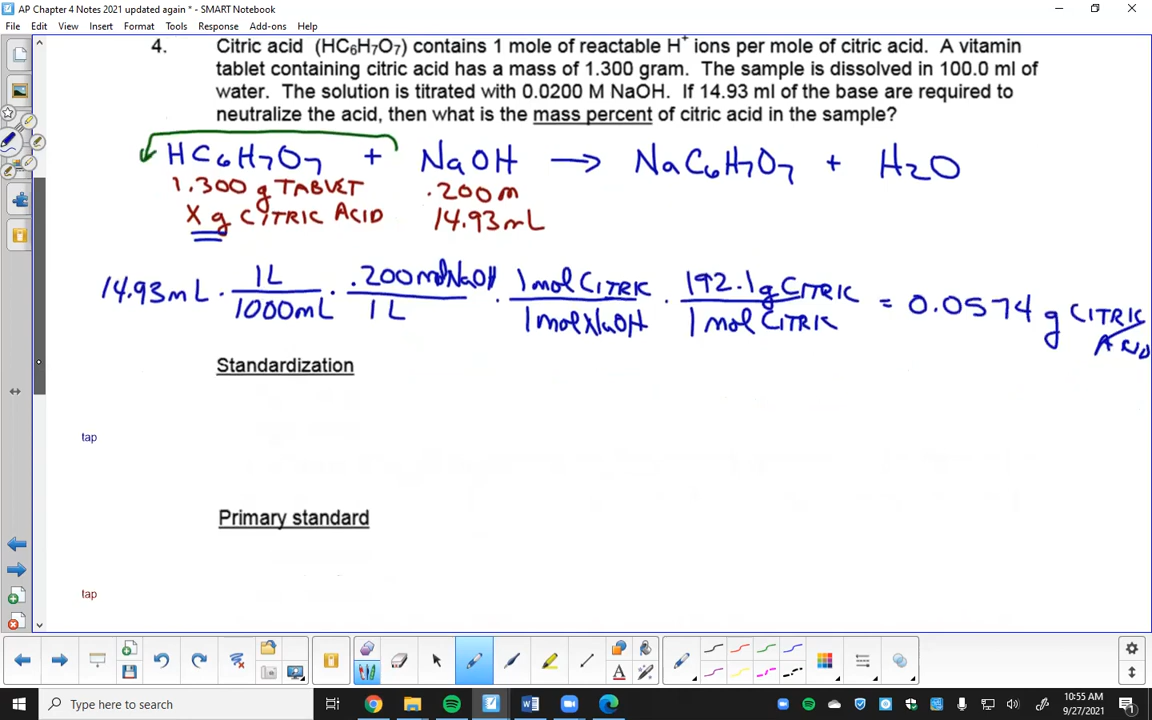 AP Chapter 4 Notes 2021 updated again * - SMART Notebook
File Edit View Insert Format Tools Response Add-ons Help
4. Citric acid (HC₆H₇O₇) contains 1 mole of reactable H⁺ ions per mole of citric acid. A vitamin
tablet containing citric acid has a mass of 1.300 gram. The sample is dissolved in 100.0 ml of
water. The solution is titrated with 0.0200 M NaOH. If 14.93 ml of the base are required to
neutralize the acid, then what is the mass percent of citric acid in the sample?
HC₆H₇O₇ + NaOH → NaC₆H₇O₇ + H₂O
1.300 g TABLET .200 M
X g CITRIC ACID 14.93 mL
14.93 mL · 1L/1000mL · .200 mol NaOH/1L · 1 mol CITRIC/1 mol NaOH · 192.1 g CITRIC/1 mol CITRIC = 0.0574 g CITRIC ACID
Standardization
tap
Primary standard
tap
Type here to search
10:55 AM
9/27/2021